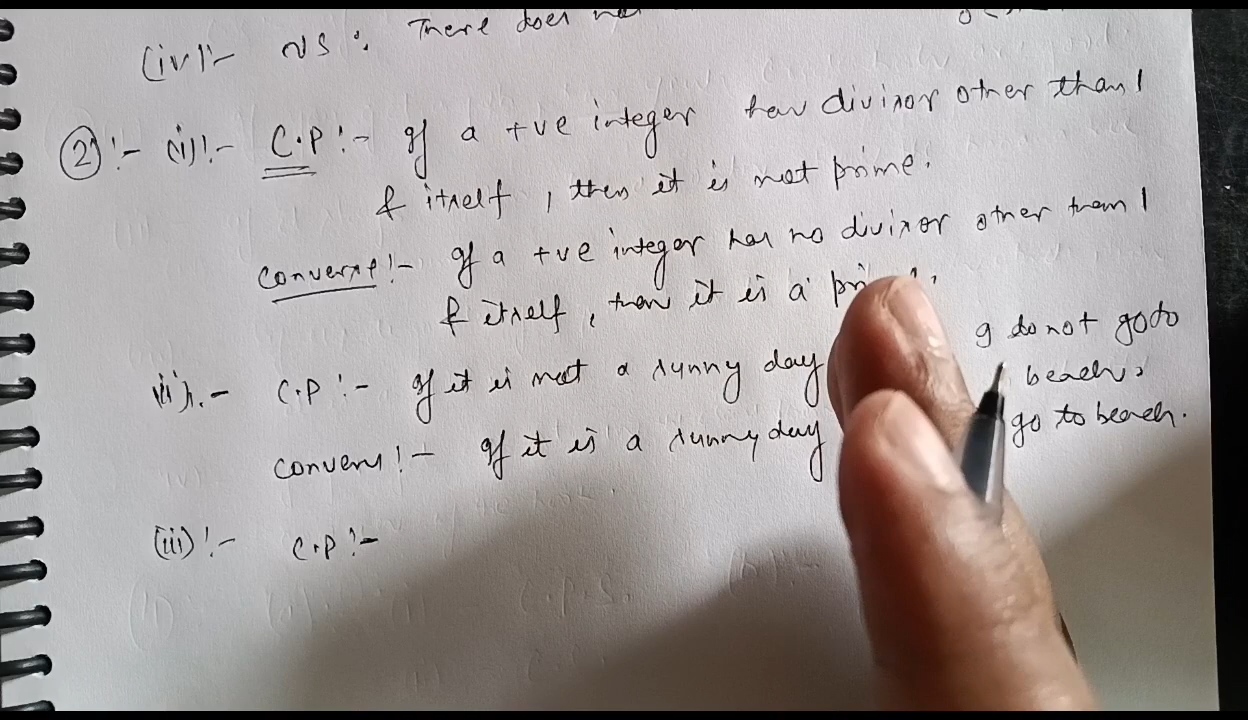 (iv):- NS : There does
(2):- (i):- C.P :- If a +ve integer has divisor other than 1
& itself, then it is not prime.
converse :- If a +ve integer has no divisor other than 1
& itself, then it is a
(ii).- C.P :- If it is not a sunny day I do not go to
beach.
convers :- If it is a sunny day go to beach.
(iii) :- C.P :-